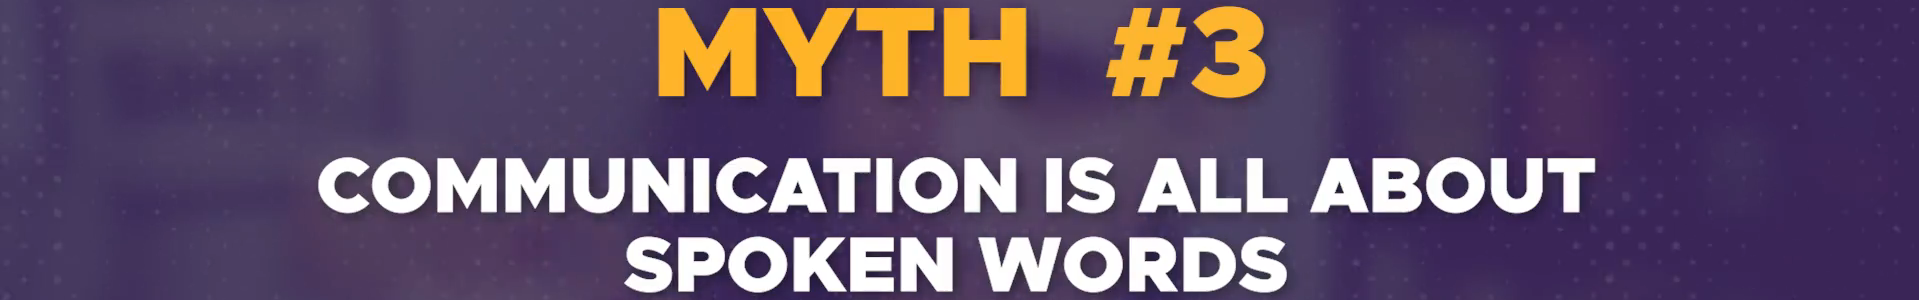 MYTH #3
COMMUNICATION IS ALL ABOUT
SPOKEN WORDS